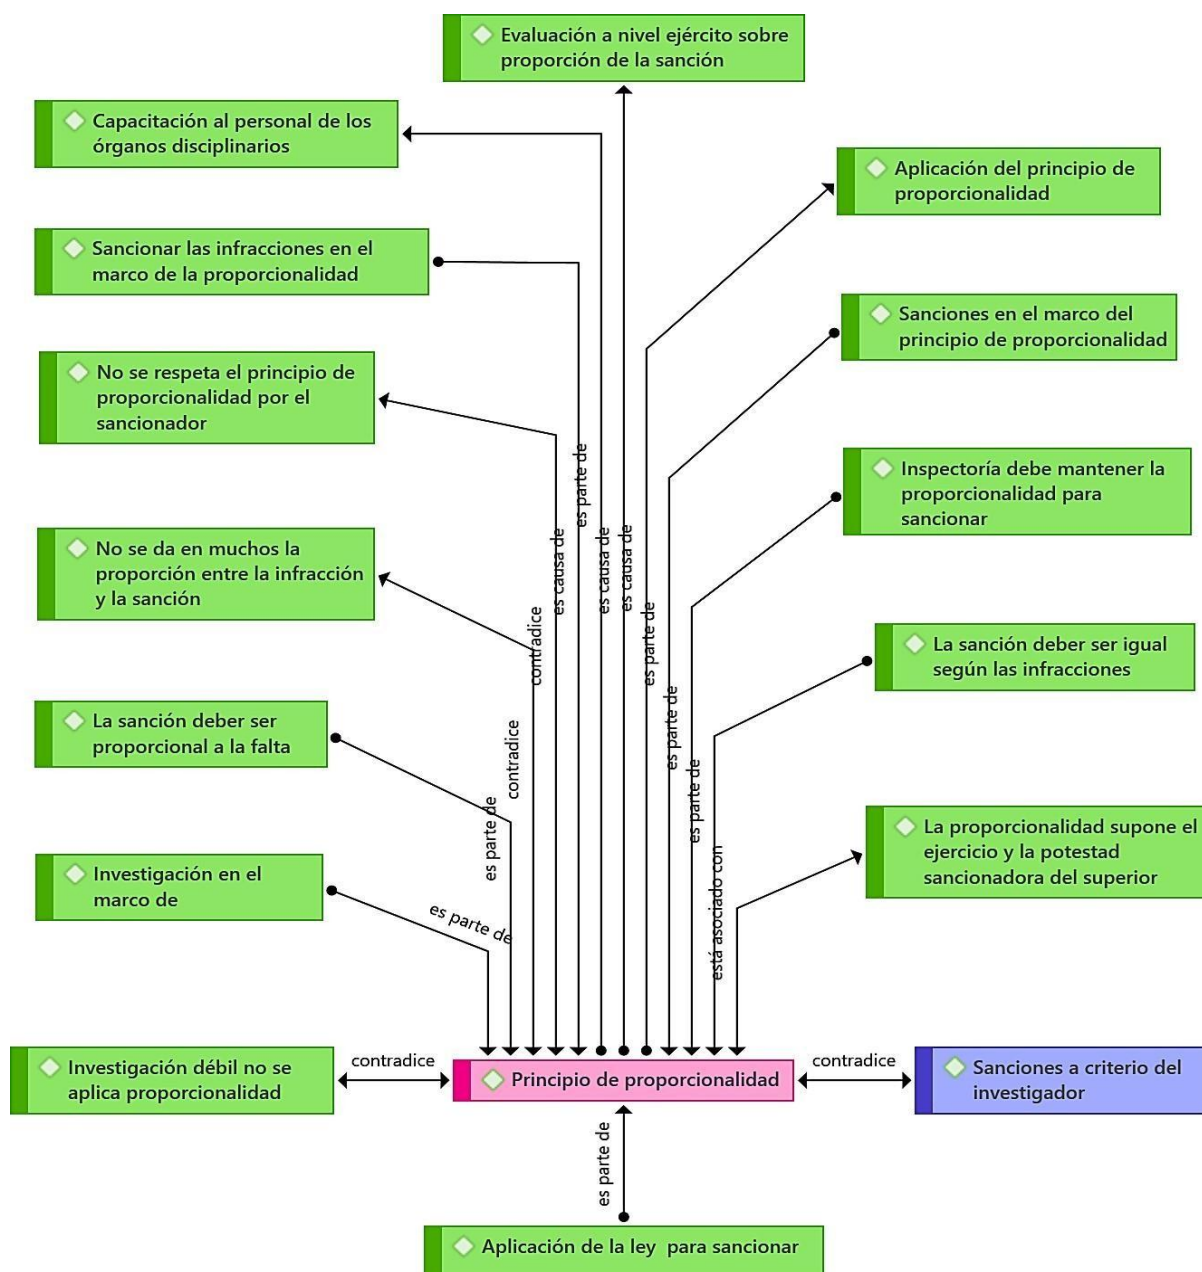 Evaluación a nivel ejército sobre
proporción de la sanción
Capacitación al personal de los
órganos disciplinarios
Aplicación del principio de
proporcionalidad
Sancionar las infracciones en el
marco de la proporcionalidad
Sanciones en el marco del
principio de proporcionalidad
No se respeta el principio de
proporcionalidad por el
sancionador
Inspectoría debe mantener la
proporcionalidad para
sancionar
No se da en muchos la
proporción entre la infracción
y la sanción
La sanción deber ser igual
según las infracciones
La sanción deber ser
proporcional a la falta
La proporcionalidad supone el
ejercicio y la potestad
sancionadora del superior
Investigación en el
marco de
es parte de
es parte de
contradice
contradice
es causa de
es parte de
es causa de
es causa de
es parte de
es parte de
es parte de
está asociado con
Investigación débil no se
aplica proporcionalidad
contradice
Principio de proporcionalidad
contradice
Sanciones a criterio del
investigador
es parte de
Aplicación de la ley para sancionar